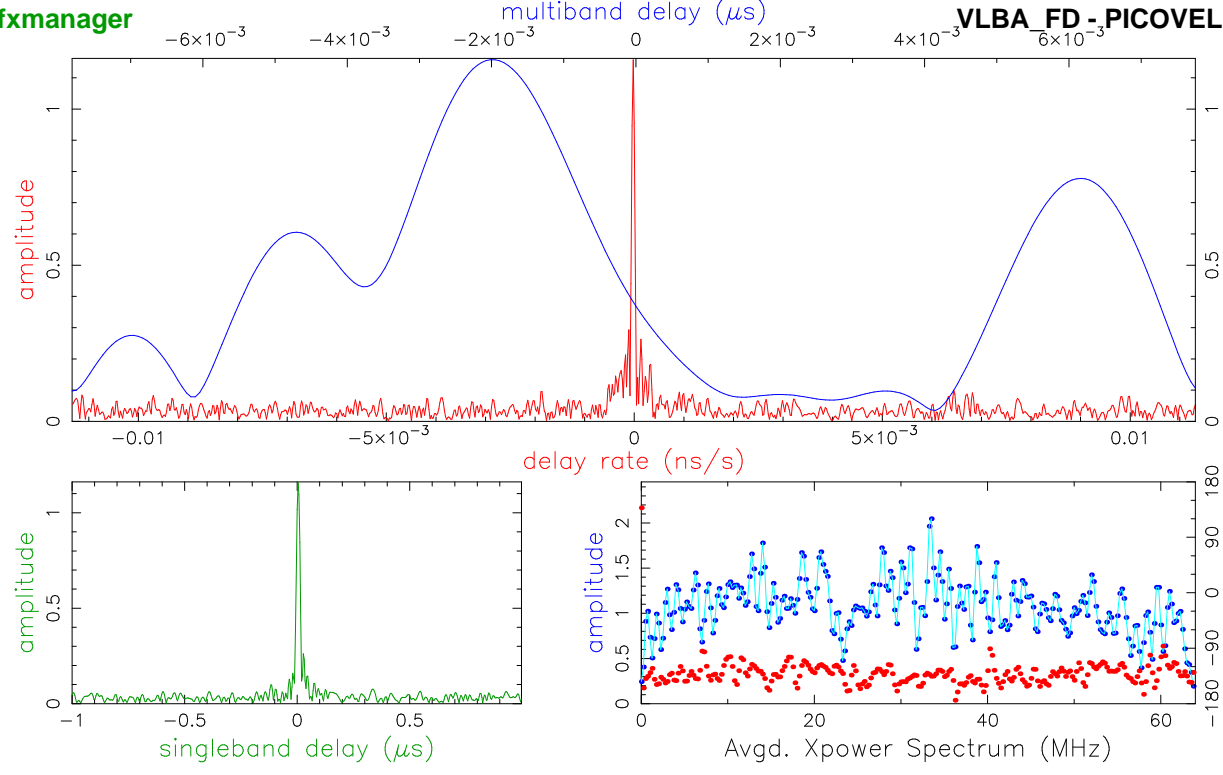 multiband delay (μs)
fxmanager
VLBA_FD - PICOVEL
−6×10⁻³ −4×10⁻³ −2×10⁻³ 0 2×10⁻³ 4×10⁻³ 6×10⁻³
amplitude
0 0.5 1
0 0.5 1
−0.01 −5×10⁻³ 0 5×10⁻³ 0.01
delay rate (ns/s)
amplitude
0 0.5 1
−1 −0.5 0 0.5
singleband delay (μs)
amplitude
0 0.5 1 1.5 2
−180 −90 0 90 180
0 20 40 60
Avgd. Xpower Spectrum (MHz)